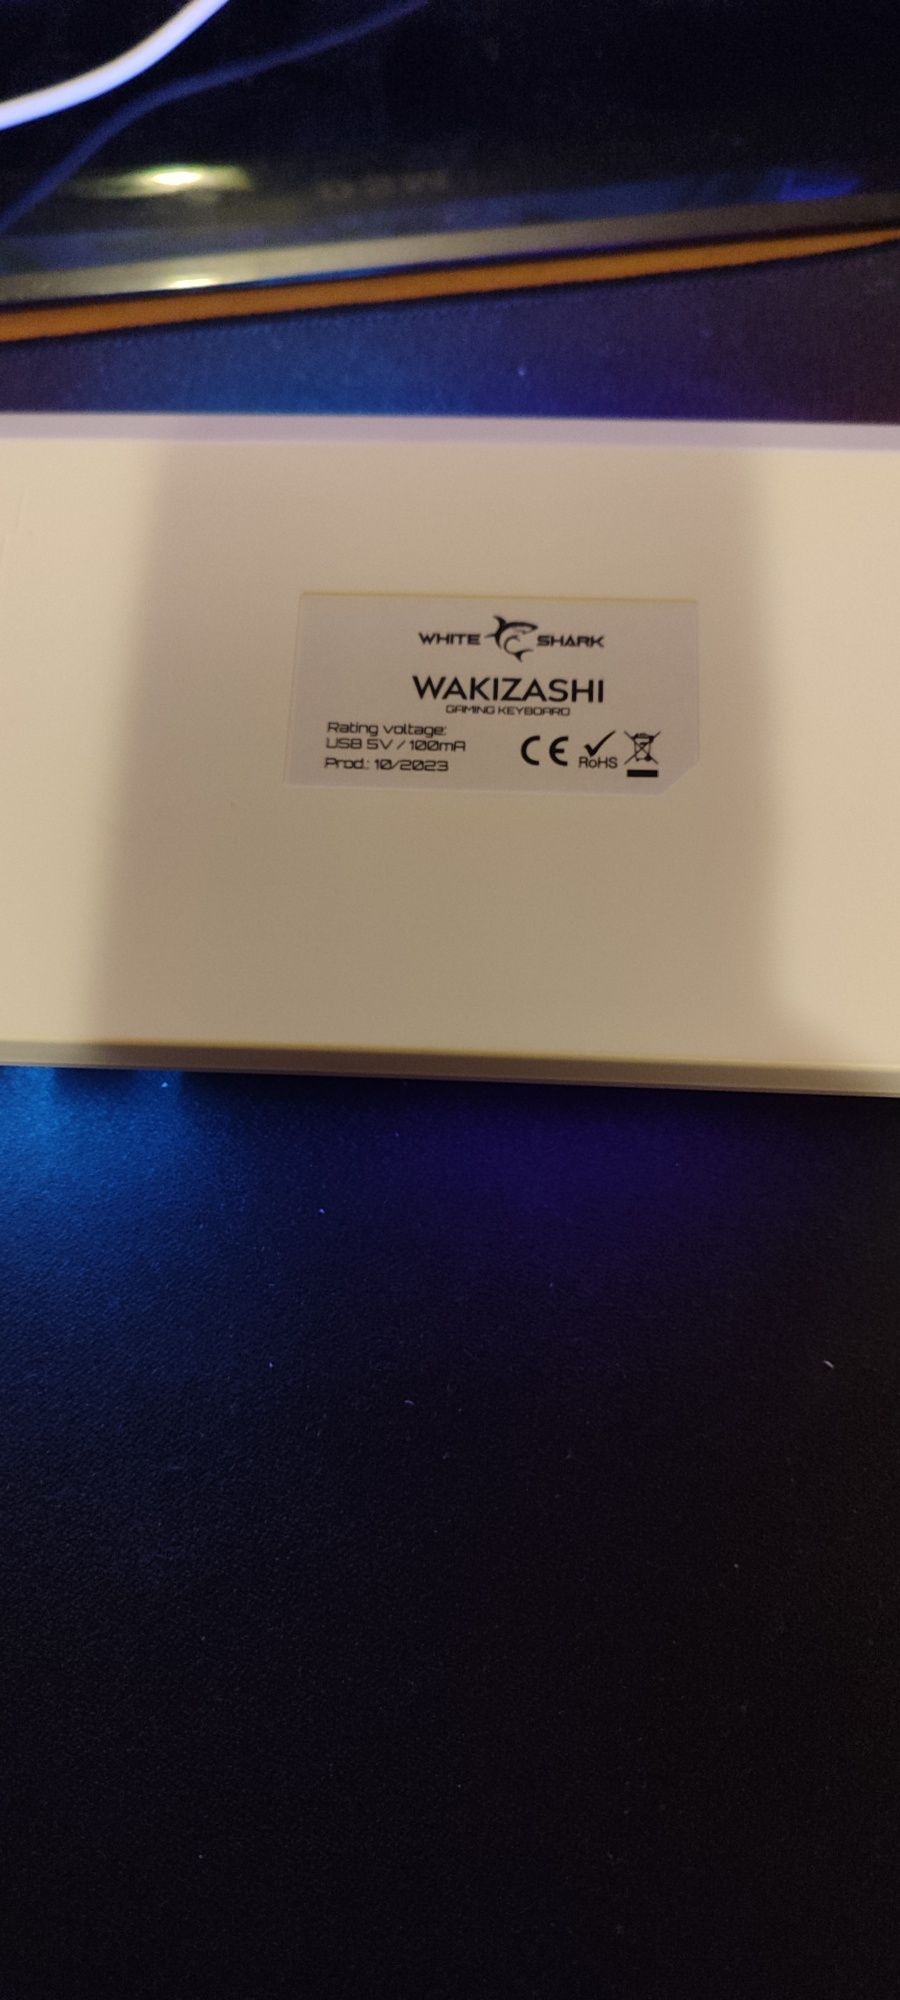 WHITE SHARK
WAKIZASHI
GAMING KEYBOARD
Rating voltage:
USB 5V / 100mA
Prod.: 10/2023
CE RoHS